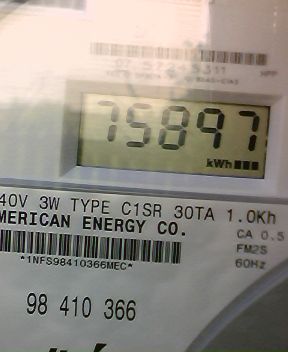 75897
kWh
40V 3W TYPE C1SR 30TA 1.0Kh
MERICAN ENERGY CO.
CA 0.5
FM2S
60Hz
*1NFS98410366MEC*
98 410 366